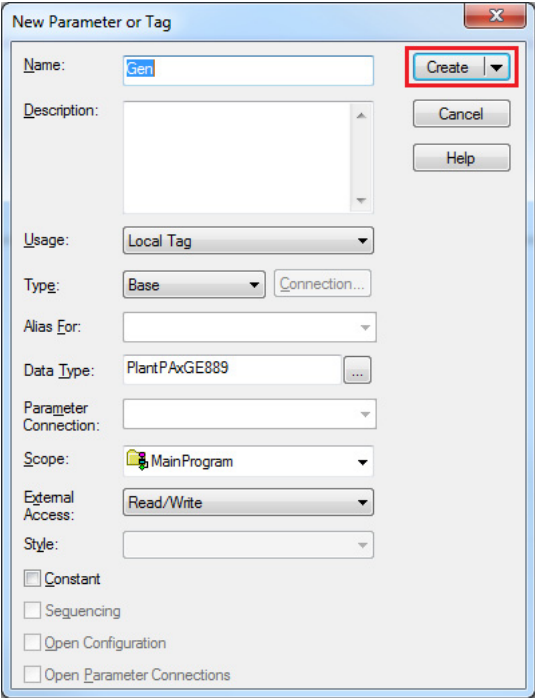 New Parameter or Tag
Name:
Gen
Create
Description:
Cancel
Help
Usage:
Local Tag
Type:
Base
Connection...
Alias For:
Data Type:
PlantPAxGE889
...
Parameter
Connection:
Scope:
MainProgram
External
Access:
Read/Write
Style:
Constant
Sequencing
Open Configuration
Open Parameter Connections